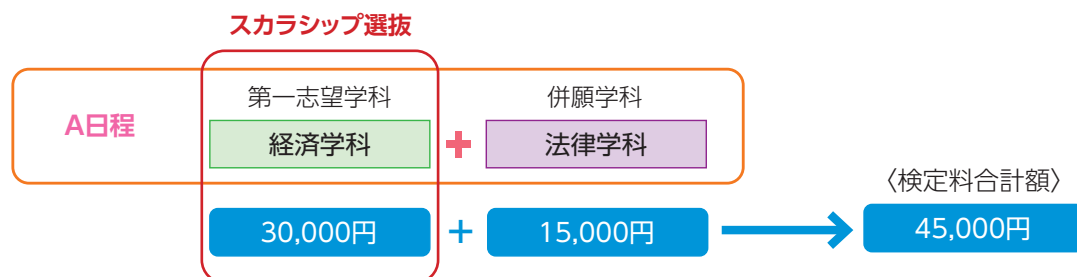 スカラシップ選抜
A日程
第一志望学科
併願学科
経済学科
+
法律学科
〈検定料合計額〉
30,000円
+
15,000円
45,000円